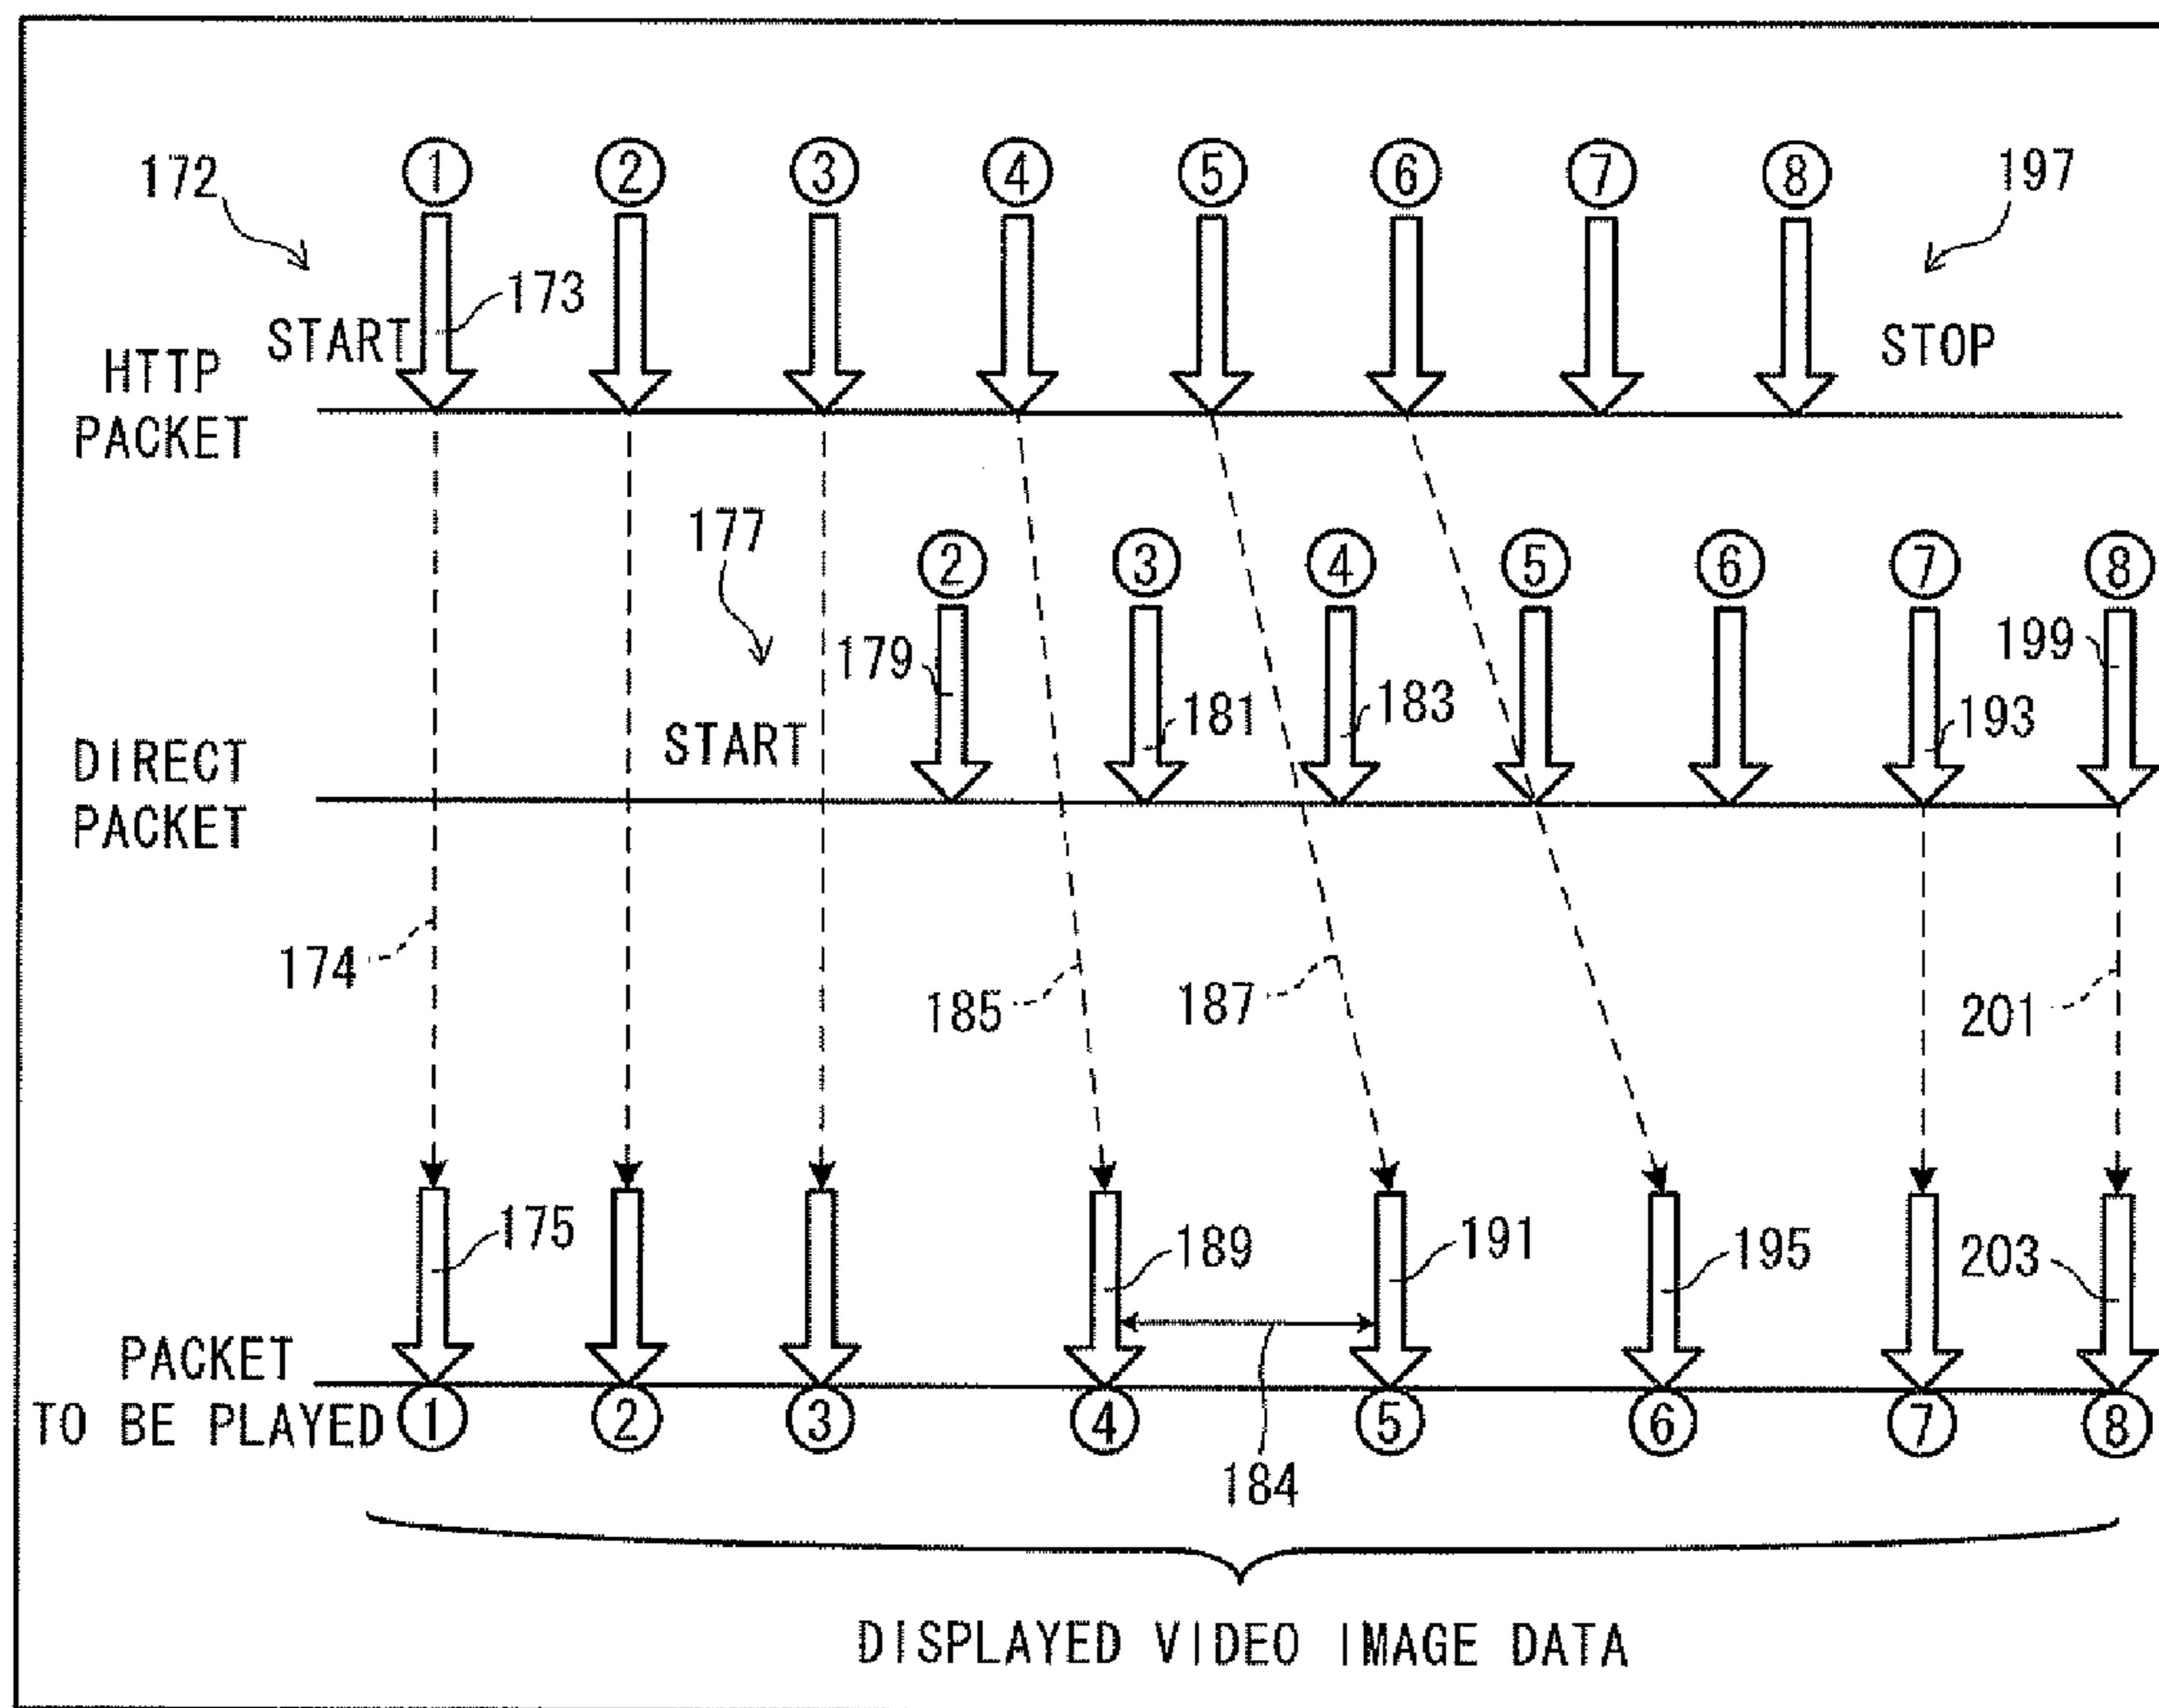 ① ② ③ ④ ⑤ ⑥ ⑦ ⑧
172
197
173
START
STOP
HTTP
PACKET
177
② ③ ④ ⑤ ⑥ ⑦ ⑧
179
199
181
183
193
START
DIRECT
PACKET
174
185
187
201
175
189
191
195
203
PACKET
TO BE PLAYED
① ② ③ ④ ⑤ ⑥ ⑦ ⑧
184
DISPLAYED VIDEO IMAGE DATA